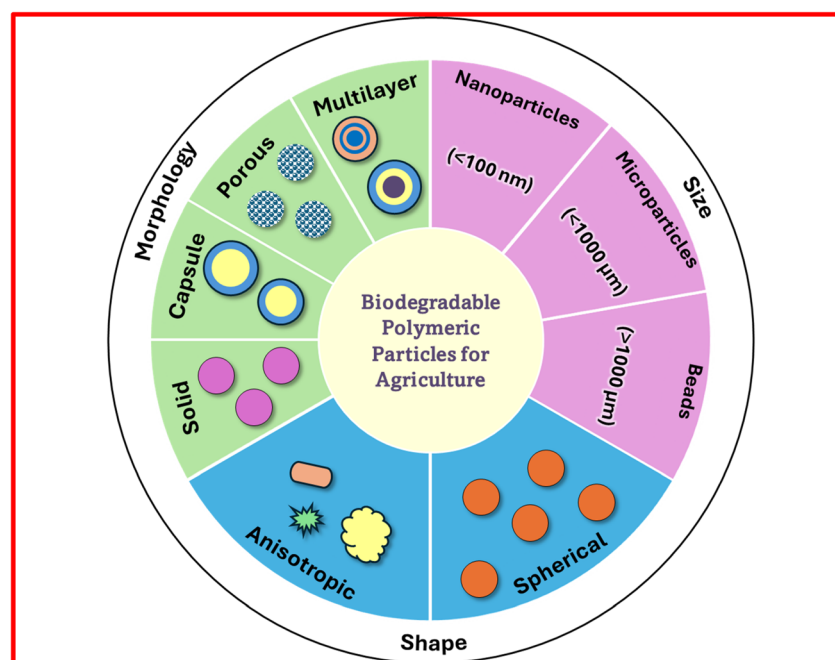 Biodegradable
Polymeric
Particles for
Agriculture
Size
Nanoparticles
(<100 nm)
Microparticles
(<1000 µm)
Beads
(>1000 µm)
Shape
Spherical
Anisotropic
Morphology
Solid
Capsule
Porous
Multilayer